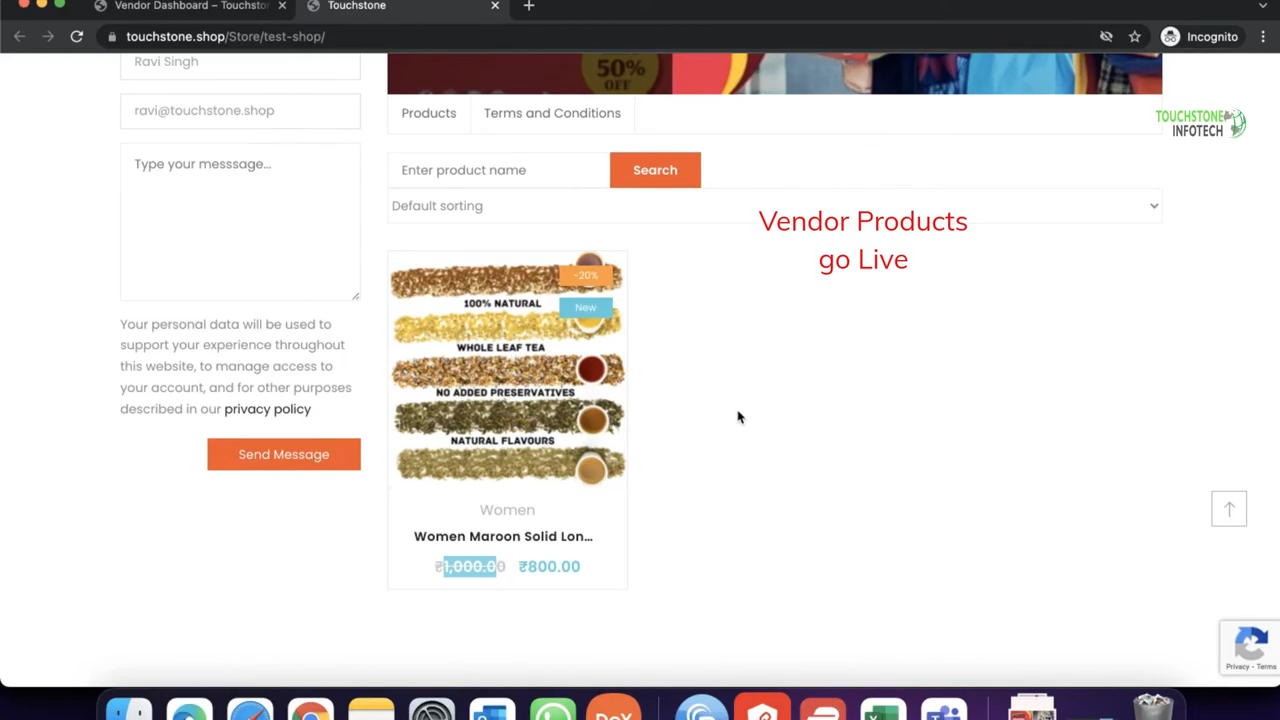 Vendor Dashboard – Touchston
Touchstone
touchstone.shop/Store/test-shop/
Incognito
Ravi Singh
50%
OFF
ravi@touchstone.shop
Products
Terms and Conditions
TOUCHSTONE
INFOTECH
Type your messsage...
Enter product name
Search
Default sorting
Vendor Products
go Live
-20%
100% NATURAL
New
WHOLE LEAF TEA
NO ADDED PRESERVATIVES
NATURAL FLAVOURS
Your personal data will be used to
support your experience throughout
this website, to manage access to
your account, and for other purposes
described in our privacy policy
Send Message
Women
Women Maroon Solid Lon...
₹1,000.00 ₹800.00
Privacy - Terms
DeX